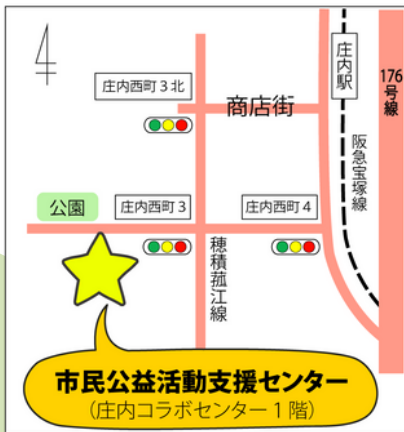 庄内駅
176号線
庄内西町3北
商店街
阪急宝塚線
公園
庄内西町3
庄内西町4
穂積菰江線
市民公益活動支援センター
(庄内コラボセンター1階)